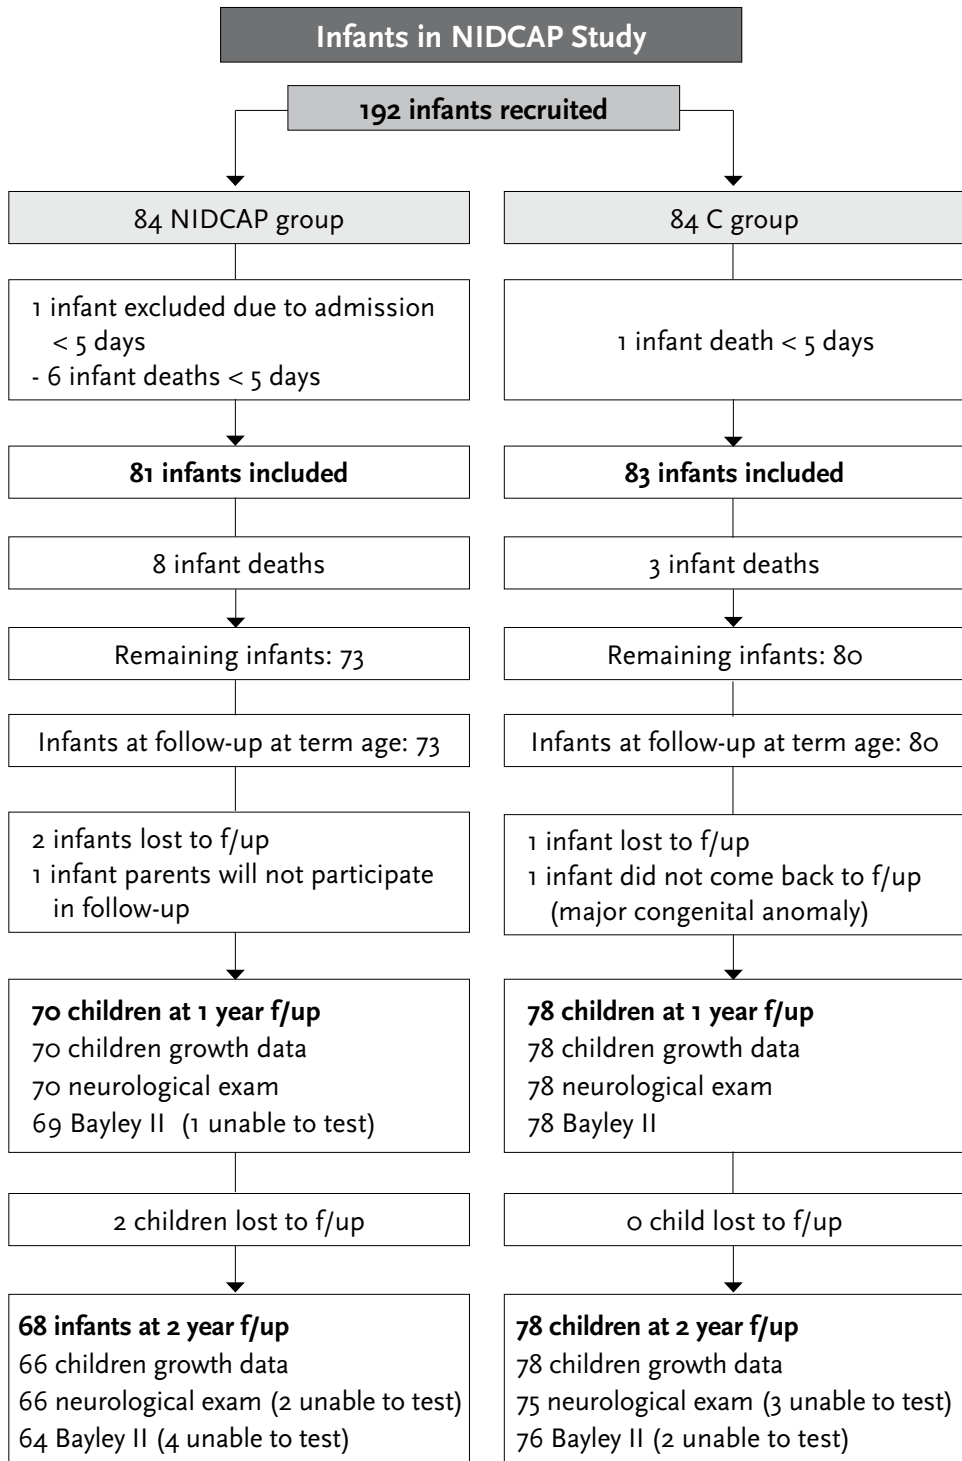 Infants in NIDCAP Study
192 infants recruited
84 NIDCAP group
84 C group
1 infant excluded due to admission
< 5 days
- 6 infant deaths < 5 days
1 infant death < 5 days
81 infants included
83 infants included
8 infant deaths
3 infant deaths
Remaining infants: 73
Remaining infants: 80
Infants at follow-up at term age: 73
Infants at follow-up at term age: 80
2 infants lost to f/up
1 infant parents will not participate
in follow-up
1 infant lost to f/up
1 infant did not come back to f/up
(major congenital anomaly)
70 children at 1 year f/up
70 children growth data
70 neurological exam
69 Bayley II (1 unable to test)
78 children at 1 year f/up
78 children growth data
78 neurological exam
78 Bayley II
2 children lost to f/up
0 child lost to f/up
68 infants at 2 year f/up
66 children growth data
66 neurological exam (2 unable to test)
64 Bayley II (4 unable to test)
78 children at 2 year f/up
78 children growth data
75 neurological exam (3 unable to test)
76 Bayley II (2 unable to test)